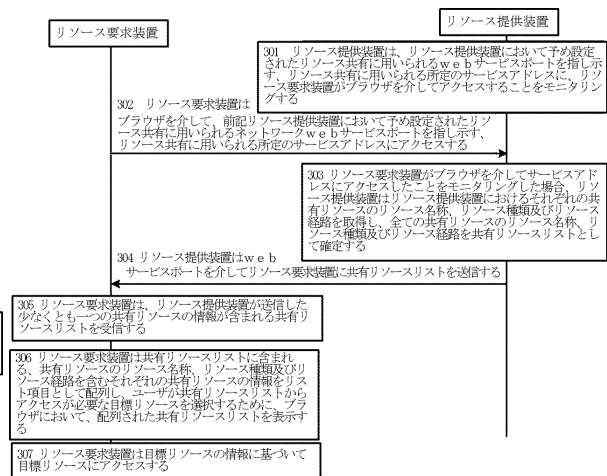 リソース要求装置
リソース提供装置
301 リソース提供装置は、リソース提供装置において予め設定
されたリソース共有に用いられるwebサービスポートを指し示
す、リソース共有に用いられる所定のサービスアドレスに、リソ
ース要求装置がブラウザを介してアクセスすることをモニタリン
グする
302 リソース要求装置は
ブラウザを介して、前記リソース提供装置において予め設定されたリソ
ース共有に用いられるネットワークwebサービスポートを指し示す、
リソース共有に用いられる所定のサービスアドレスにアクセスする
303 リソース要求装置がブラウザを介してサービスアド
レスにアクセスしたことをモニタリングした場合、リソ
ース提供装置はリソース提供装置におけるそれぞれの共
有リソースのリソース名称、リソース種類及びリソース
経路を取得し、全ての共有リソースのリソース名称、リ
ソース種類及びリソース経路を共有リソースリストとし
て確定する
304 リソース提供装置はweb
サービスポートを介してリソース要求装置に共有リソースリストを送信する
305 リソース要求装置は、リソース提供装置が送信した
少なくとも一つの共有リソースの情報が含まれる共有リ
ソースリストを受信する
306 リソース要求装置は共有リソースリストに含まれ
る、共有リソースのリソース名称、リソース種類及びリ
ソース経路を含むそれぞれの共有リソースの情報をリス
ト項目として配列し、ユーザが共有リソースリストから
アクセスが必要な目標リソースを選択するために、ブラ
ウザにおいて、配列された共有リソースリストを表示す
る
307 リソース要求装置は目標リソースの情報に基づいて
目標リソースにアクセスする